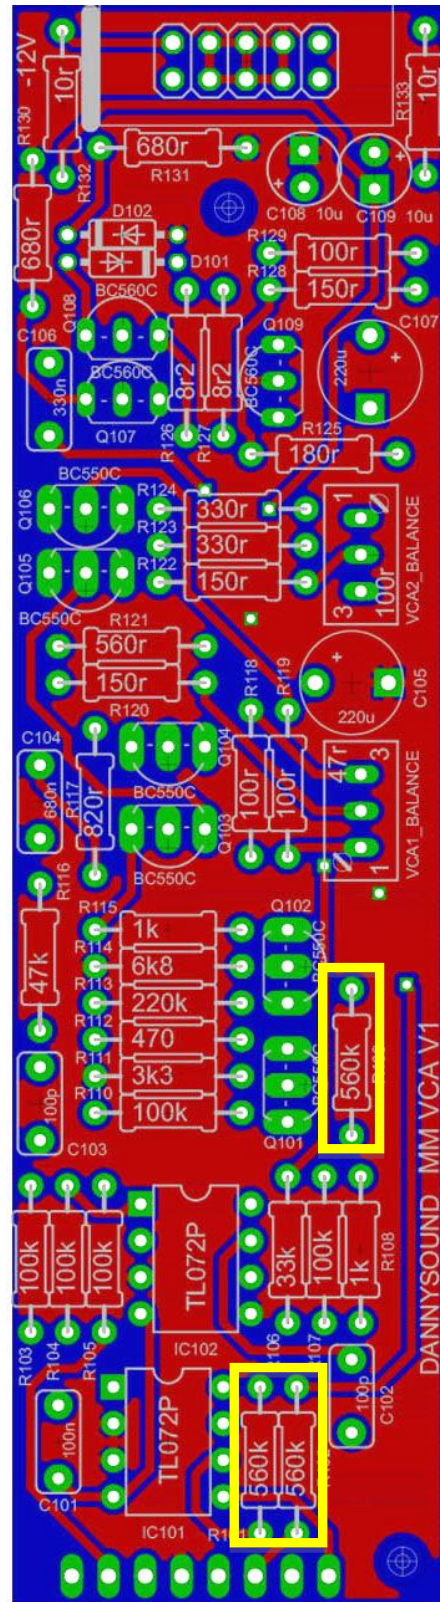 -12V
R130
10r
R132
R133
10r
680r
R131
680r
C108 10u
C109 10u
D102
D101
R129
100r
R128
150r
C107
220u
C106
330n
Q108
BC560C
BC560C
Q107
8r2
8r2
R126
R127
Q109
BC560C
R125
180r
BC550C
Q106
R124
330r
R123
330r
R122
150r
Q105
BC550C
1
3
100r
VCA2_BALANCE
R121
560r
150r
R120
R118
R119
C105
220u
C104
680n
R117
820r
Q104
BC550C
Q103
BC550C
100r
100r
47r
3
1
VCA1_BALANCE
R116
47k
R115
1k
R114
6k8
R113
220k
R112
470
R111
3k3
R110
100k
Q102
BC550C
BC550C
Q101
560k
100p
C103
DANNYSOUND MM VCA V1
100k
100k
100k
R103
R104
R105
TL072P
IC102
33k
100k
1k
R108
R106
100p
C102
100n
C101
TL072P
IC101
560k
560k